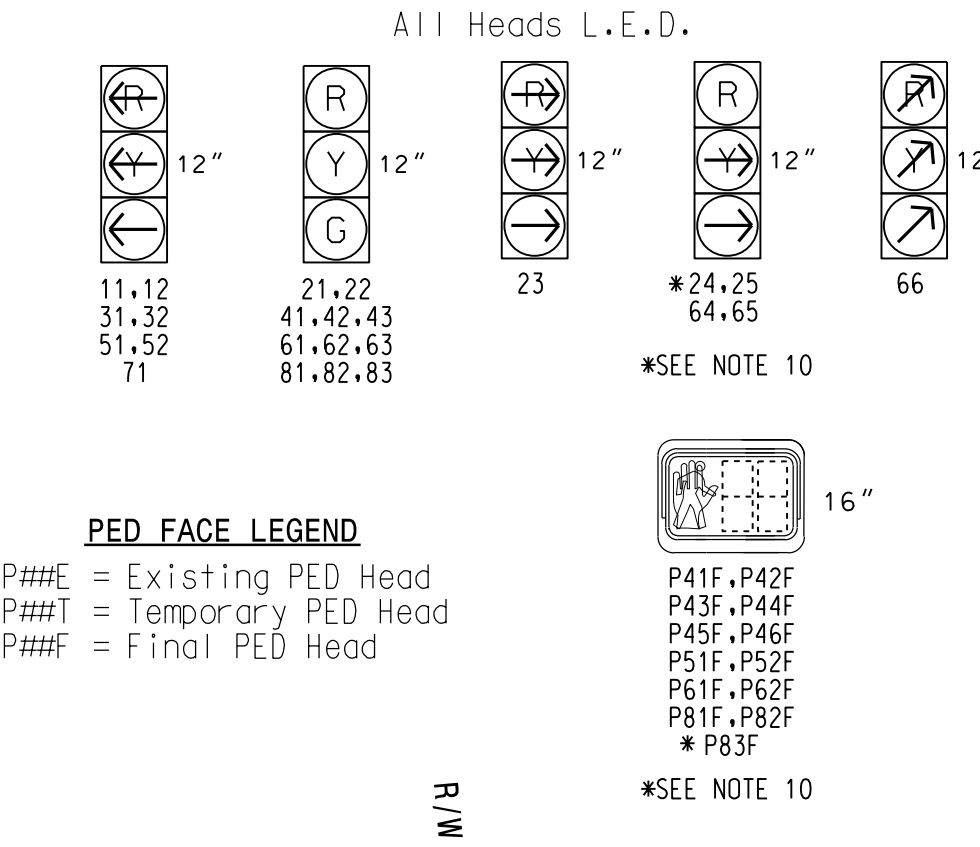 All Heads L.E.D.
R
Y
12"
11,12
31,32
51,52
71
R
Y
G
12"
21,22
41,42,43
61,62,63
81,82,83
R
Y
12"
23
R
Y
12"
*24,25
64,65
*SEE NOTE 10
R
Y
12
66
16"
P41F,P42F
P43F,P44F
P45F,P46F
P51F,P52F
P61F,P62F
P81F,P82F
* P83F
*SEE NOTE 10
PED FACE LEGEND
P##E = Existing PED Head
P##T = Temporary PED Head
P##F = Final PED Head
R/W